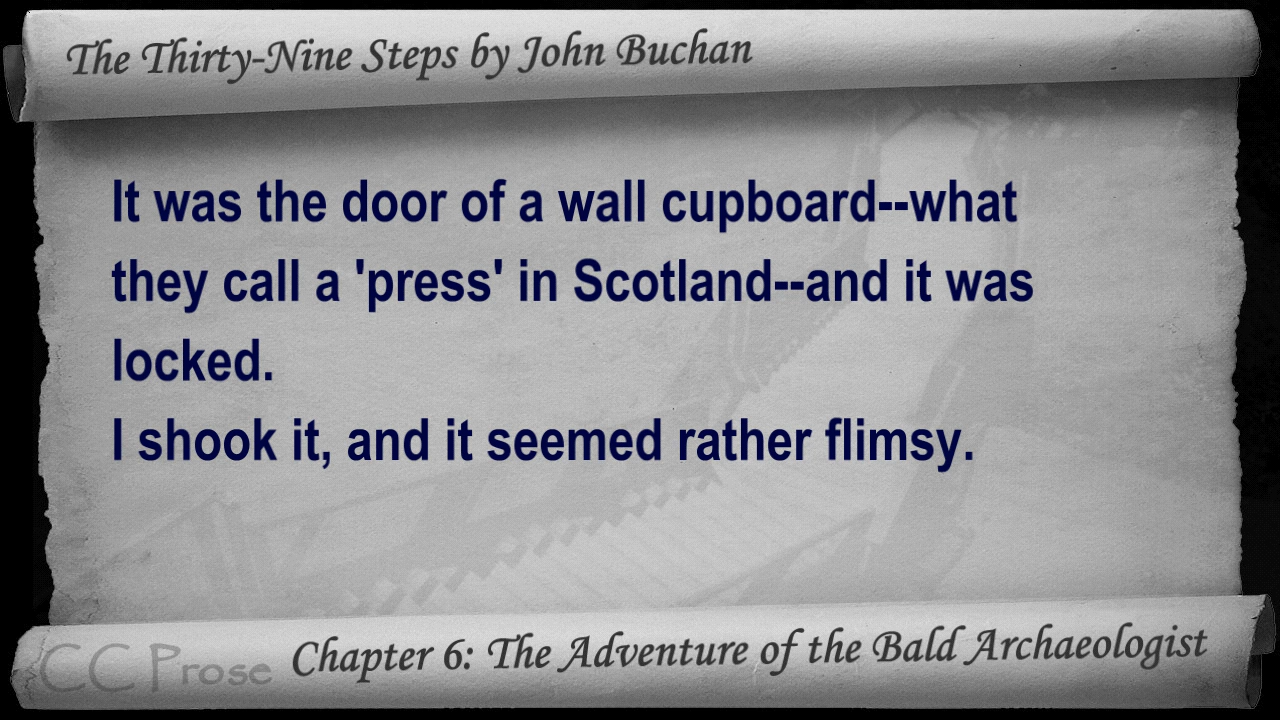 The Thirty-Nine Steps by John Buchan
It was the door of a wall cupboard--what
they call a 'press' in Scotland--and it was
locked.
I shook it, and it seemed rather flimsy.
CC Prose
Chapter 6: The Adventure of the Bald Archaeologist